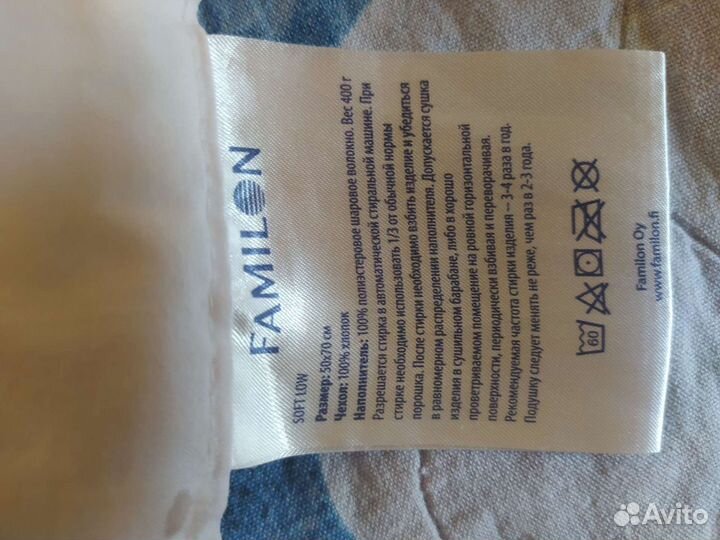 FAMILON
SOFT LOW
Размер: 50x70 см
Чехол: 100% хлопок
Наполнитель: 100% полиэстеровое шаровое волокно. Вес 400 г
Разрешается стирка в автоматической стиральной машине. При
стирке необходимо использовать 1/3 от обычной нормы
порошка. После стирки необходимо взбить изделие и убедиться
в равномерном распределении наполнителя. Допускается сушка
изделия в сушильном барабане, либо в хорошо
проветриваемом помещение на ровной горизонтальной
поверхности, периодически взбивая и переворачивая.
Рекомендуемая частота стирки изделия – 3-4 раза в год.
Подушку следует менять не реже, чем раз в 2-3 года.
60
Familon Oy
www.familon.fi
Avito